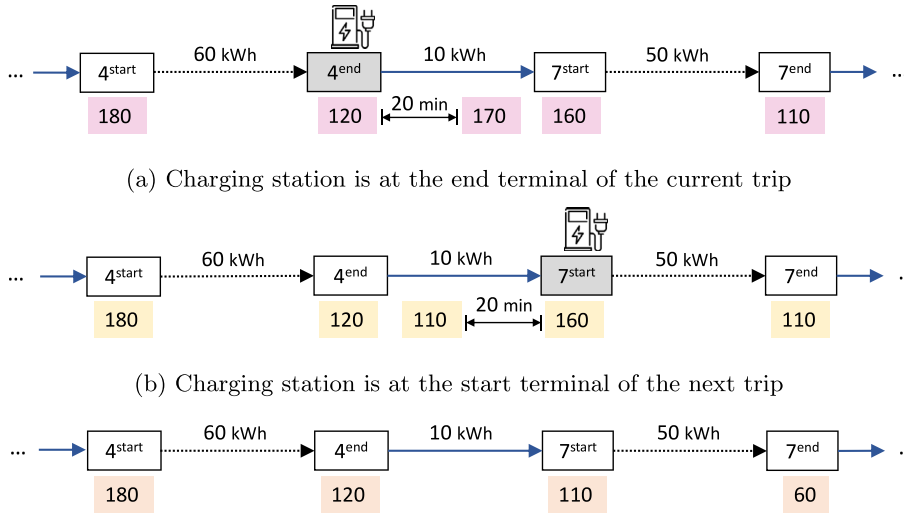 60 kWh 10 kWh 50 kWh
... 4start 4end 7start 7end ..
20 min
180 120 170 160 110
(a) Charging station is at the end terminal of the current trip
60 kWh 10 kWh 50 kWh
... 4start 4end 7start 7end .
20 min
180 120 110 160 110
(b) Charging station is at the start terminal of the next trip
60 kWh 10 kWh 50 kWh
... 4start 4end 7start 7end .
180 120 110 60